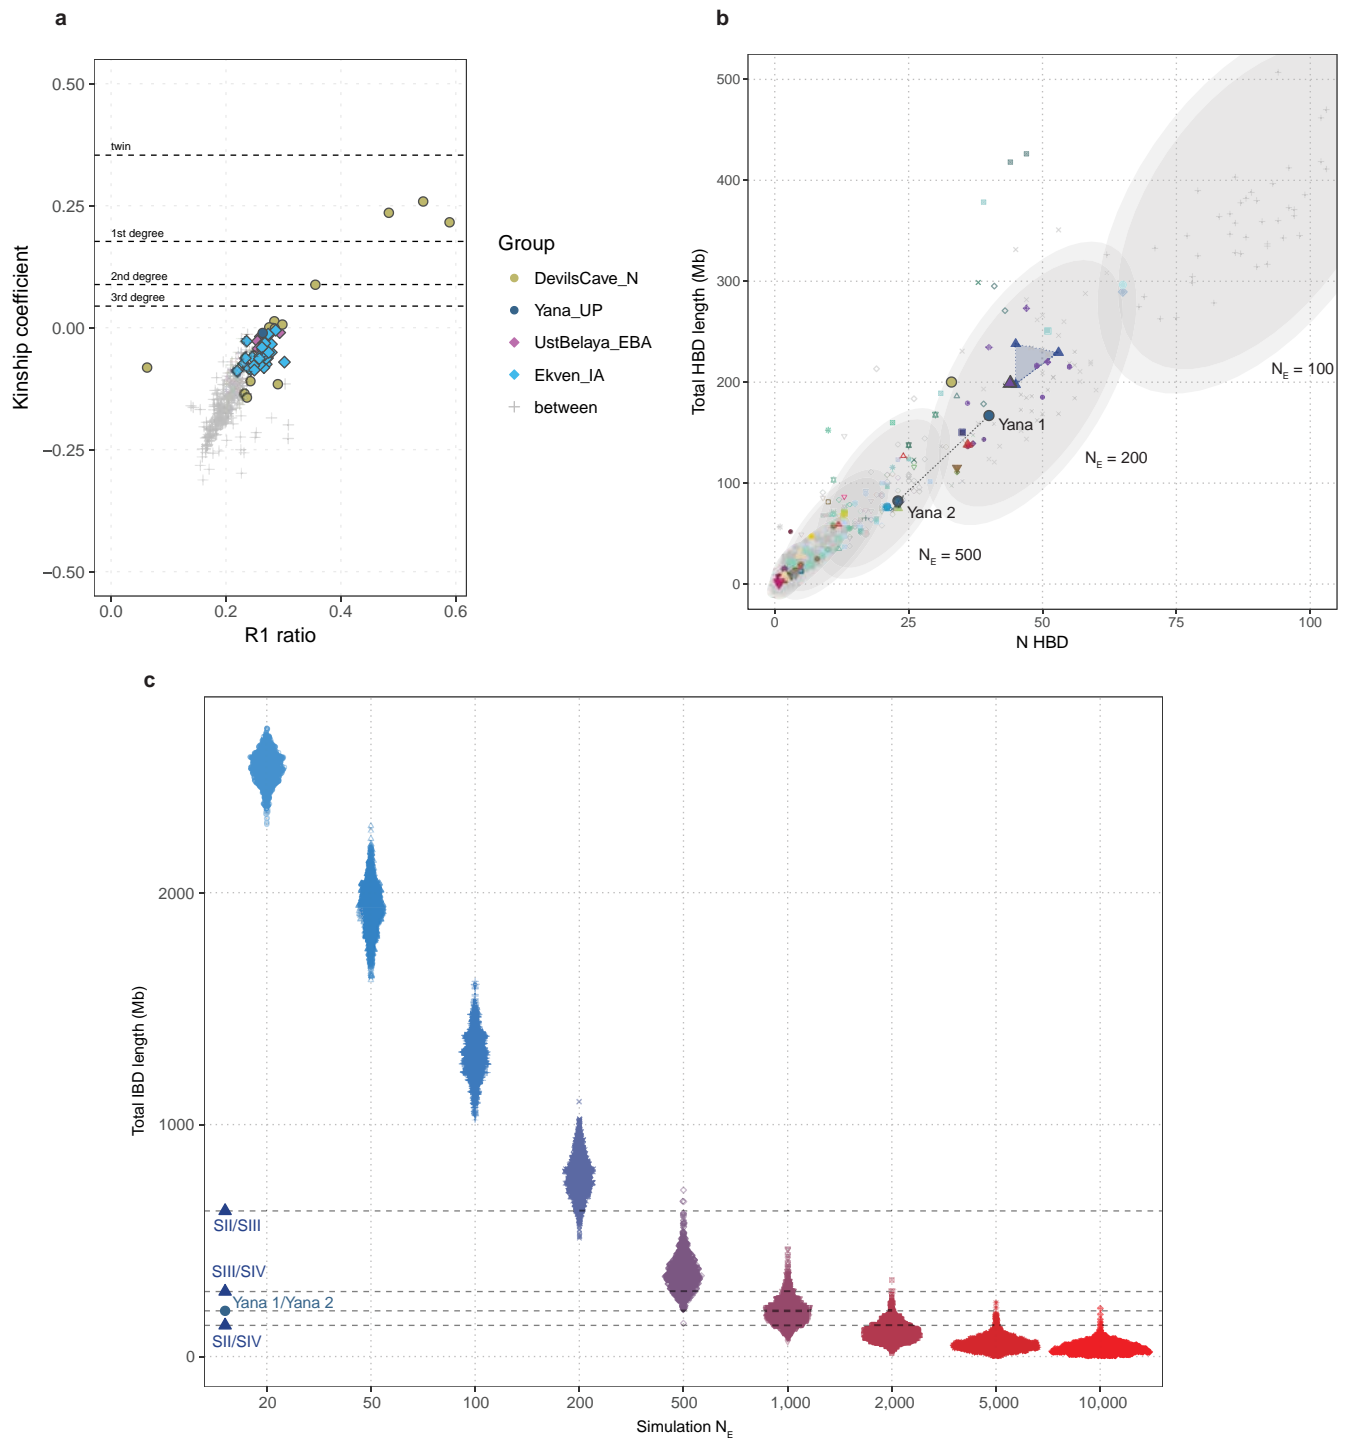 a
0.50
0.25
0.00
−0.25
−0.50
Kinship coefficient
twin
1st degree
2nd degree
3rd degree
0.0
0.2
0.4
0.6
R1 ratio
Group
DevilsCave_N
Yana_UP
UstBelaya_EBA
Ekven_IA
between
b
500
400
300
200
100
0
Total HBD length (Mb)
Yana 1
Yana 2
NE = 100
NE = 200
NE = 500
0
25
50
75
100
N HBD
c
2000
1000
0
Total IBD length (Mb)
SII/SIII
SIII/SIV
Yana 1/Yana 2
SII/SIV
20
50
100
200
500
1,000
2,000
5,000
10,000
Simulation NE